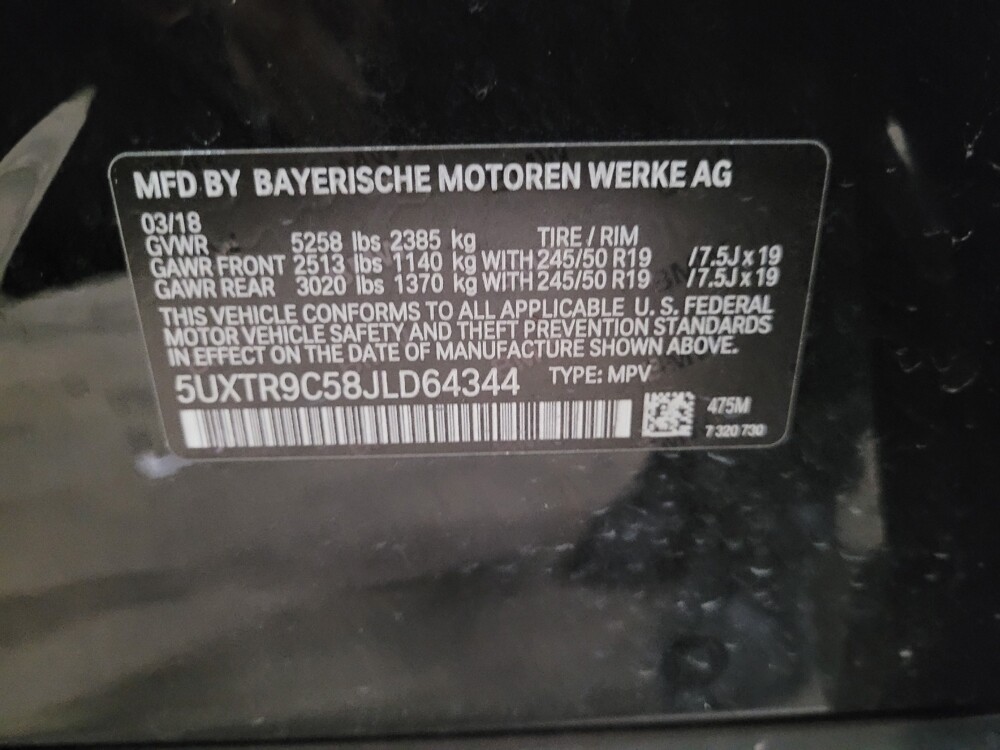 MFD BY BAYERISCHE MOTOREN WERKE AG
03/18
GVWR 5258 lbs 2385 kg TIRE / RIM
GAWR FRONT 2513 lbs 1140 kg WITH 245/50 R19 /7.5J x 19
GAWR REAR 3020 lbs 1370 kg WITH 245/50 R19 /7.5J x 19
THIS VEHICLE CONFORMS TO ALL APPLICABLE U. S. FEDERAL
MOTOR VEHICLE SAFETY AND THEFT PREVENTION STANDARDS
IN EFFECT ON THE DATE OF MANUFACTURE SHOWN ABOVE.
5UXTR9C58JLD64344 TYPE: MPV
475M
7 320 730